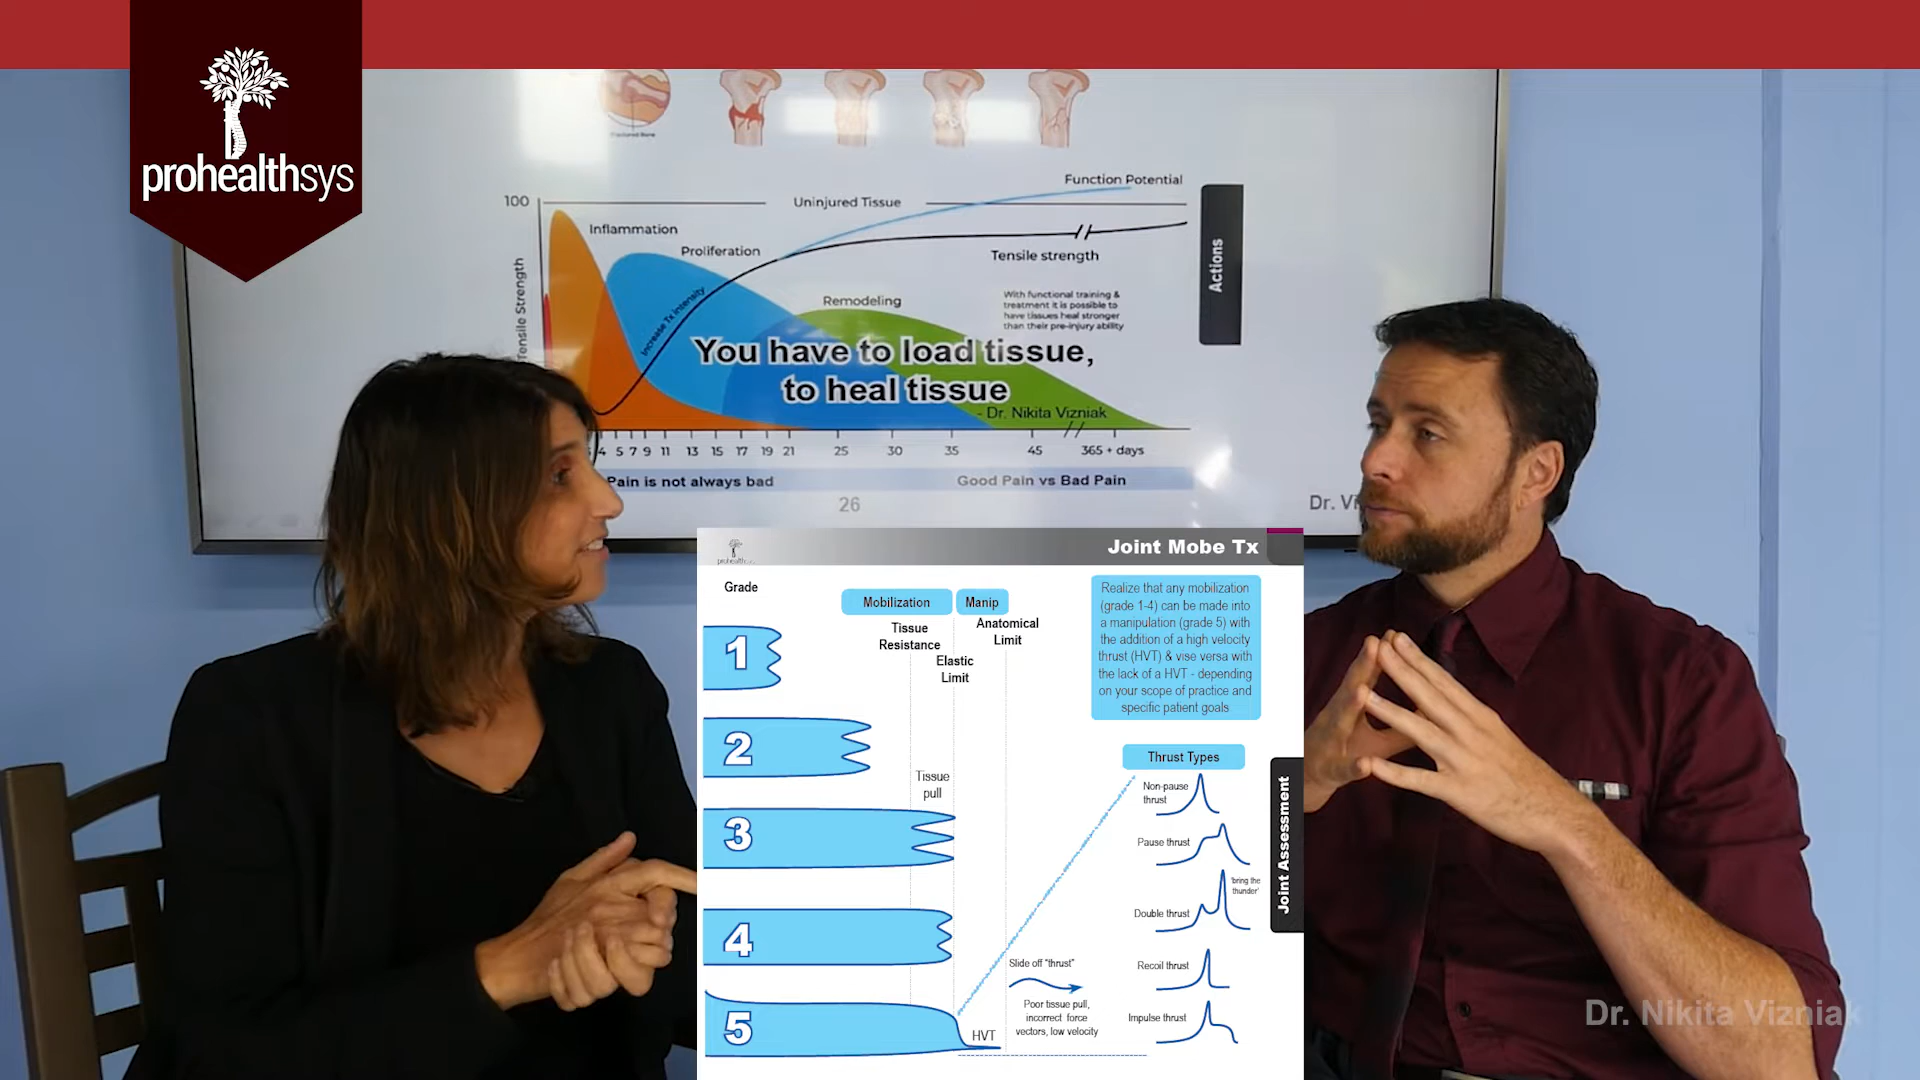 prohealthsys
Fractured Bone
Function Potential
100
Uninjured Tissue
Inflammation
Proliferation
Tensile strength
Tensile Strength
Increase Tx Intensity
Remodeling
With functional training &
treatment it is possible to
have tissues heal stronger
than their pre-injury ability
Actions
You have to load tissue,
to heal tissue
- Dr. Nikita Vizniak
4 5 7 9 11 13 15 17 19 21 25 30 35 45 365 + days
Pain is not always bad
Good Pain vs Bad Pain
26
Dr. Vi
prohealth
Joint Mobe Tx
Grade
Mobilization
Manip
Tissue
Resistance
Anatomical
Limit
Elastic
Limit
Realize that any mobilization
(grade 1-4) can be made into
a manipulation (grade 5) with
the addition of a high velocity
thrust (HVT) & vise versa with
the lack of a HVT - depending
on your scope of practice and
specific patient goals
1
2
Tissue
pull
3
4
5
HVT
Slide off "thrust"
Poor tissue pull,
incorrect force
vectors, low velocity
Thrust Types
Non-pause
thrust
Pause thrust
'bring the
thunder'
Double thrust
Recoil thrust
Impulse thrust
Joint Assessment
Dr. Nikita Vizniak